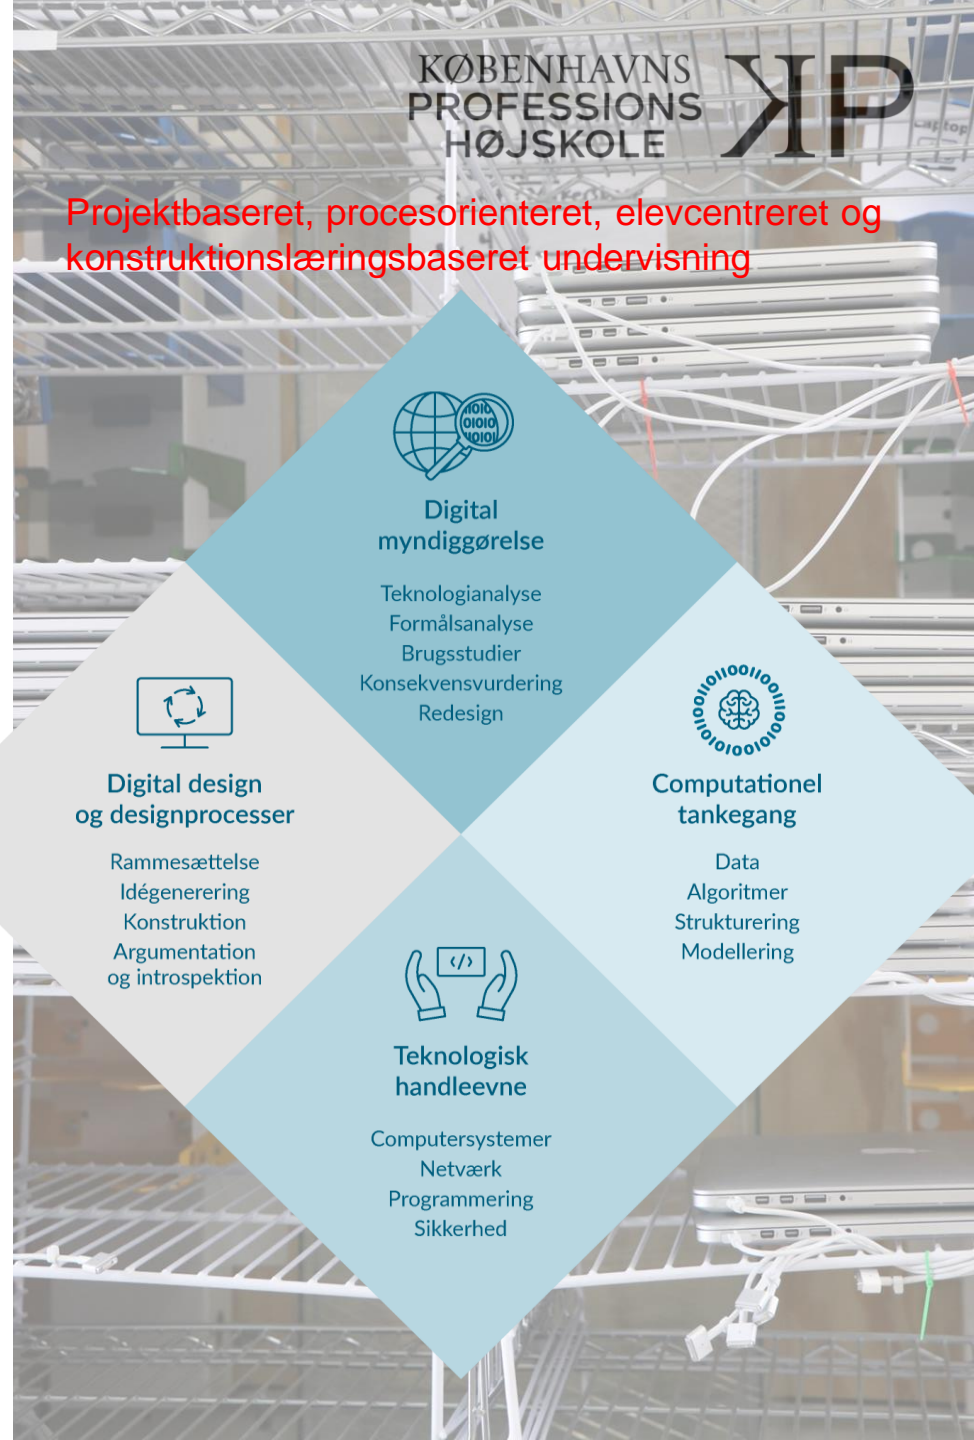 KØBENHAVNS
PROFESSIONS
HØJSKOLE
KP
Projektbaseret, procesorienteret, elevcentreret og
konstruktionslæringsbaseret undervisning
Digital
myndiggørelse
Teknologianalyse
Formålsanalyse
Brugsstudier
Konsekvensvurdering
Redesign
Digital design
og designprocesser
Rammesættelse
Idégenerering
Konstruktion
Argumentation
og introspektion
Computationel
tankegang
Data
Algoritmer
Strukturering
Modellering
Teknologisk
handleevne
Computersystemer
Netværk
Programmering
Sikkerhed